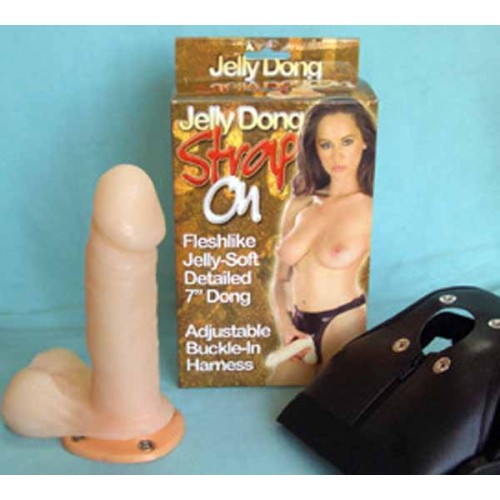 Jelly Dong
Jelly Dong
Strap
On
Fleshlike
Jelly-Soft
Detailed
7" Dong
Adjustable
Buckle-In
Harness